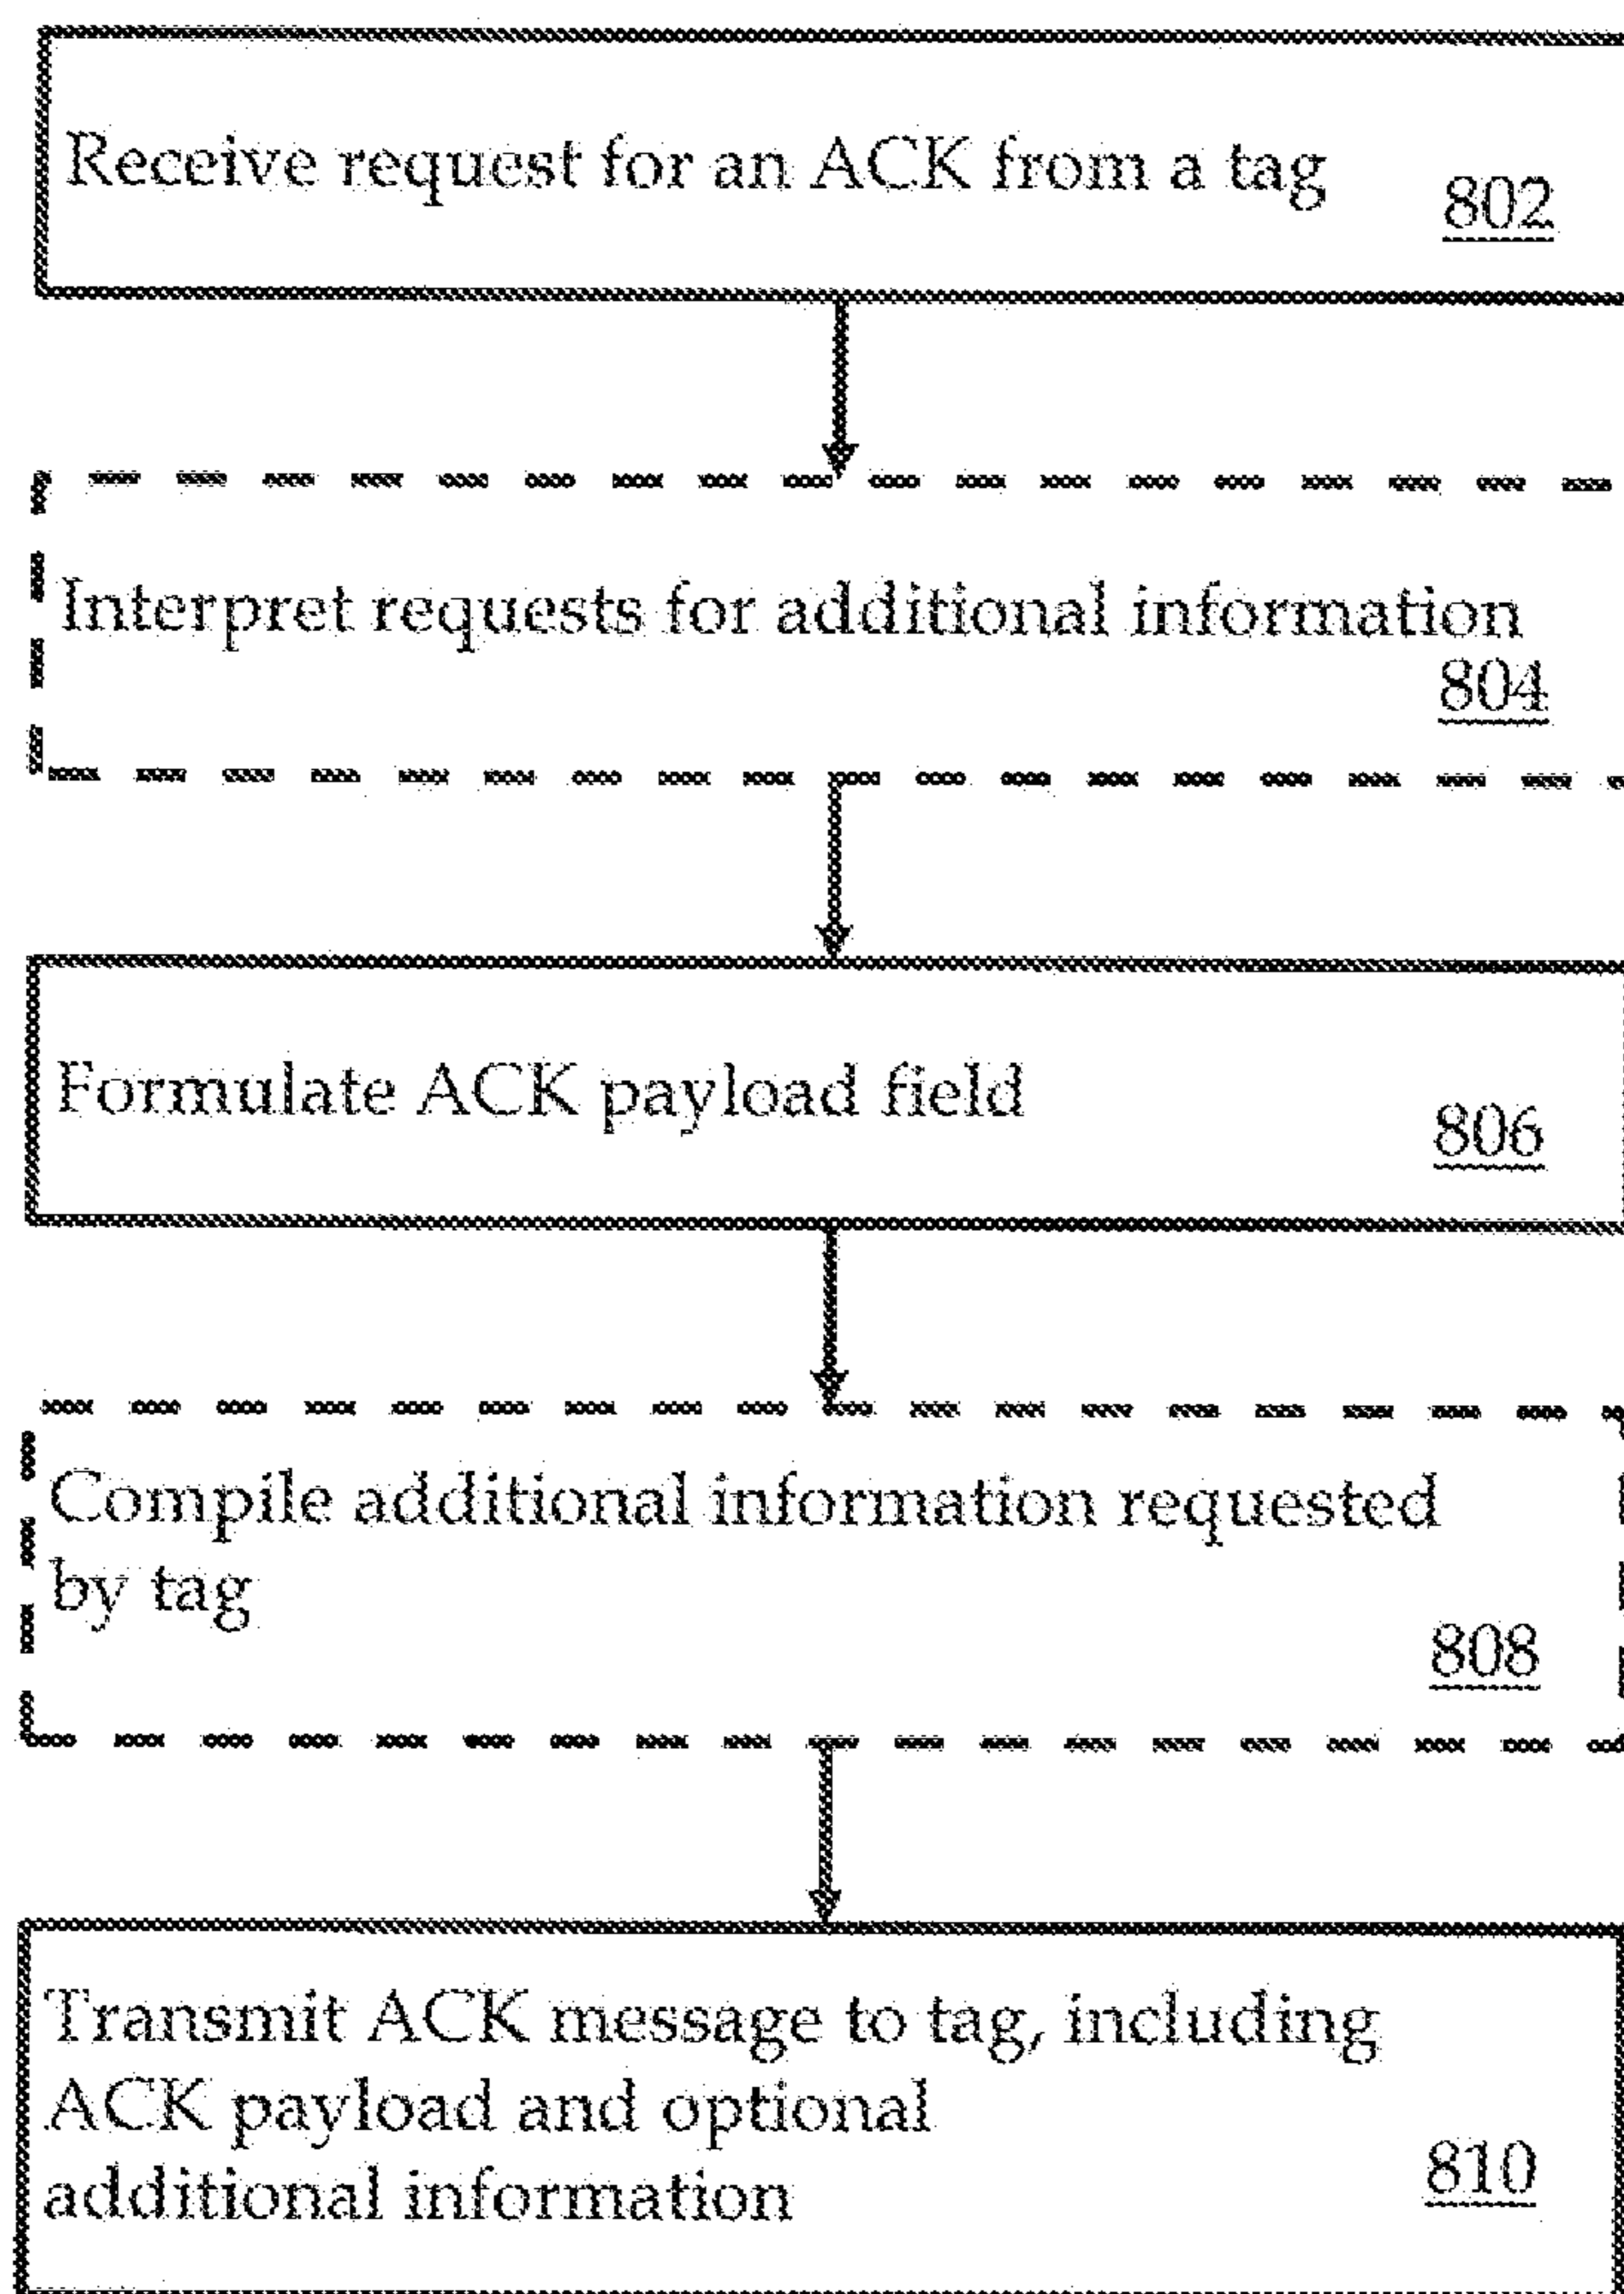 Receive request for an ACK from a tag
802
Interpret requests for additional information
804
Formulate ACK payload field
806
Compile additional information requested
by tag
808
Transmit ACK message to tag, including
ACK payload and optional
additional information
810